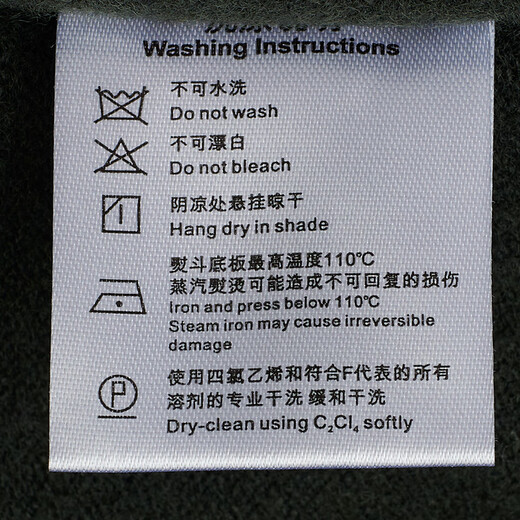 Washing Instructions
不可水洗
Do not wash
不可漂白
Do not bleach
阴凉处悬挂晾干
Hang dry in shade
熨斗底板最高温度110℃
蒸汽熨烫可能造成不可回复的损伤
Iron and press below 110℃
Steam iron may cause irreversible
damage
P
使用四氯乙烯和符合F代表的所有
溶剂的专业干洗 缓和干洗
Dry-clean using C₂Cl₄ softly